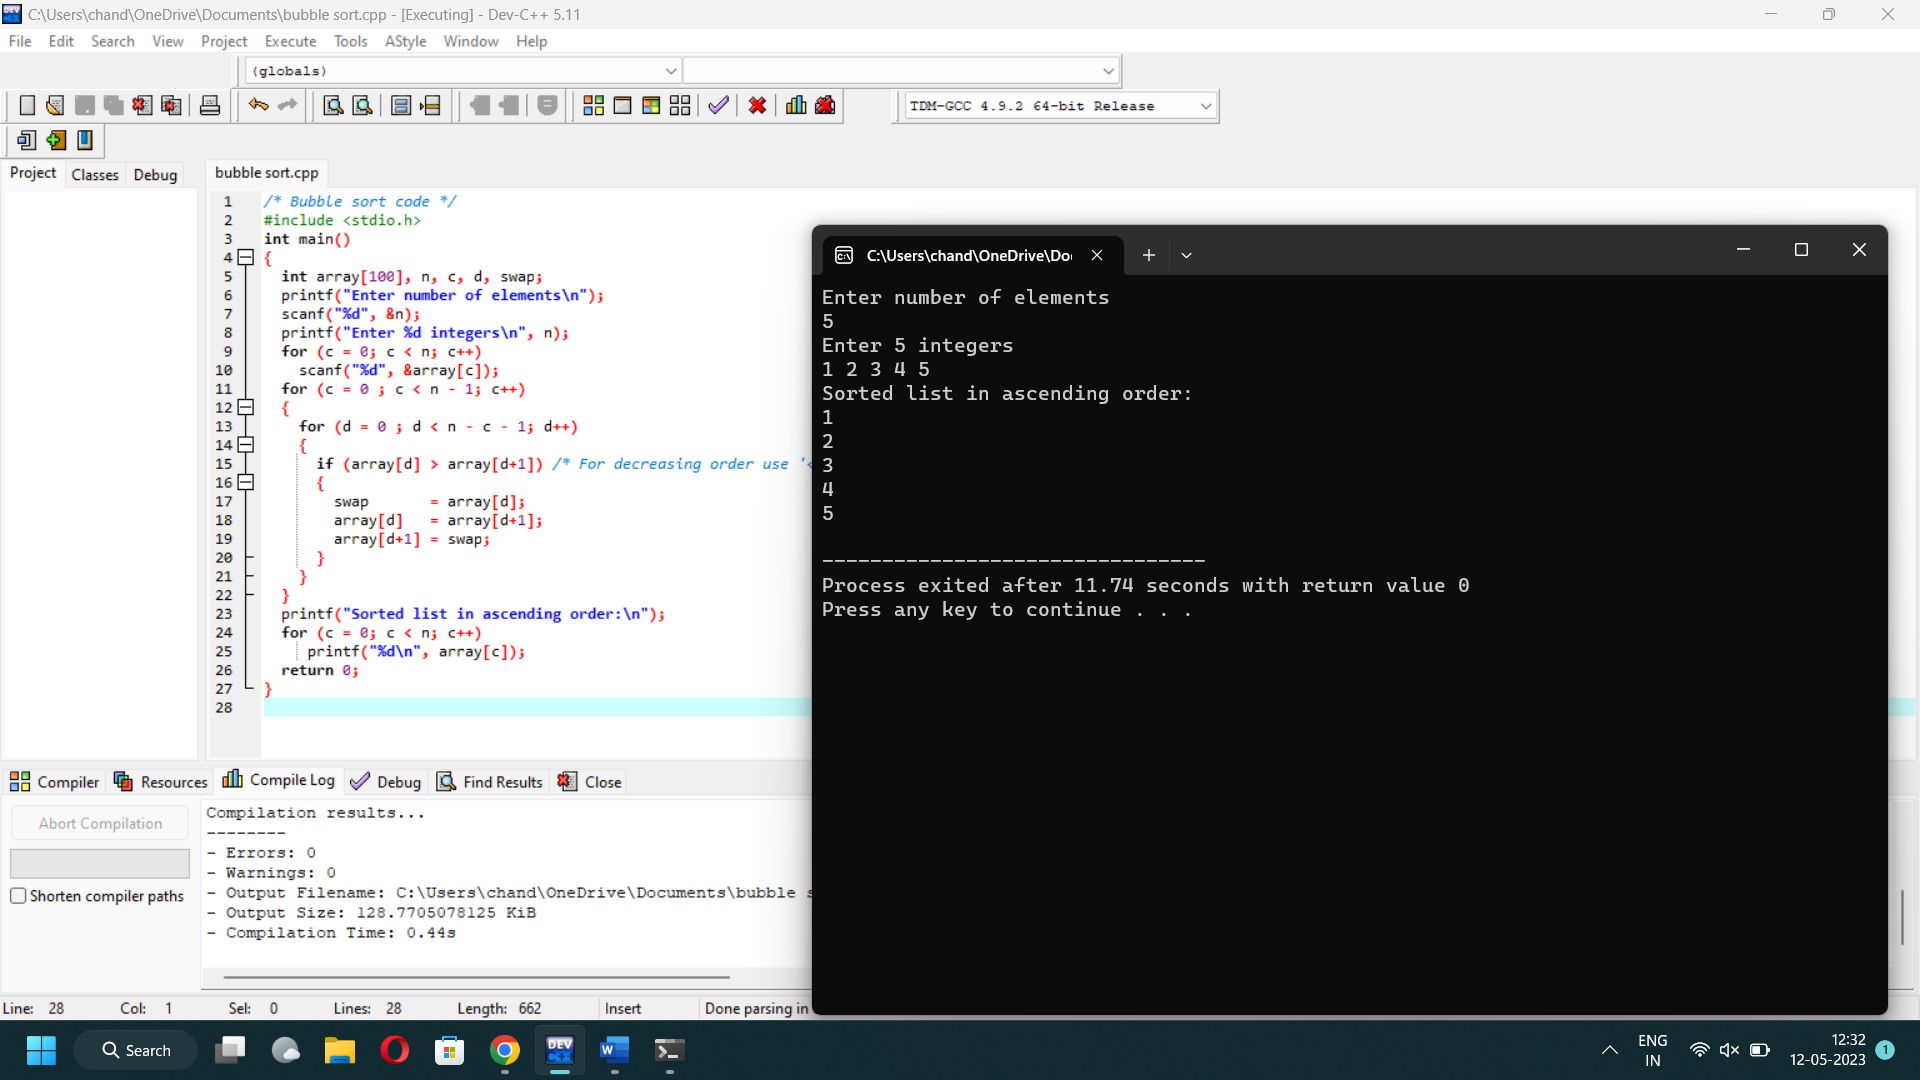 C:\Users\chand\OneDrive\Documents\bubble sort.cpp - [Executing] - Dev-C++ 5.11
File Edit Search View Project Execute Tools AStyle Window Help
(globals)
TDM-GCC 4.9.2 64-bit Release
Project Classes Debug
bubble sort.cpp
1 /* Bubble sort code */
2 #include <stdio.h>
3 int main()
4 {
5 int array[100], n, c, d, swap;
6 printf("Enter number of elements\n");
7 scanf("%d", &n);
8 printf("Enter %d integers\n", n);
9 for (c = 0; c < n; c++)
10 scanf("%d", &array[c]);
11 for (c = 0 ; c < n - 1; c++)
12 {
13 for (d = 0 ; d < n - c - 1; d++)
14 {
15 if (array[d] > array[d+1]) /* For decreasing order use '<
16 {
17 swap = array[d];
18 array[d] = array[d+1];
19 array[d+1] = swap;
20 }
21 }
22 }
23 printf("Sorted list in ascending order:\n");
24 for (c = 0; c < n; c++)
25 printf("%d\n", array[c]);
26 return 0;
27 }
28
C:\Users\chand\OneDrive\Do
Enter number of elements
5
Enter 5 integers
1 2 3 4 5
Sorted list in ascending order:
1
2
3
4
5
--------------------------------
Process exited after 11.74 seconds with return value 0
Press any key to continue . . .
Compiler Resources Compile Log Debug Find Results Close
Abort Compilation
Shorten compiler paths
Compilation results...
--------
- Errors: 0
- Warnings: 0
- Output Filename: C:\Users\chand\OneDrive\Documents\bubble
- Output Size: 128.7705078125 KiB
- Compilation Time: 0.44s
Line: 28 Col: 1 Sel: 0 Lines: 28 Length: 662 Insert Done parsing in
Search
DEV C++
W
ENG
IN
12:32
12-05-2023
1